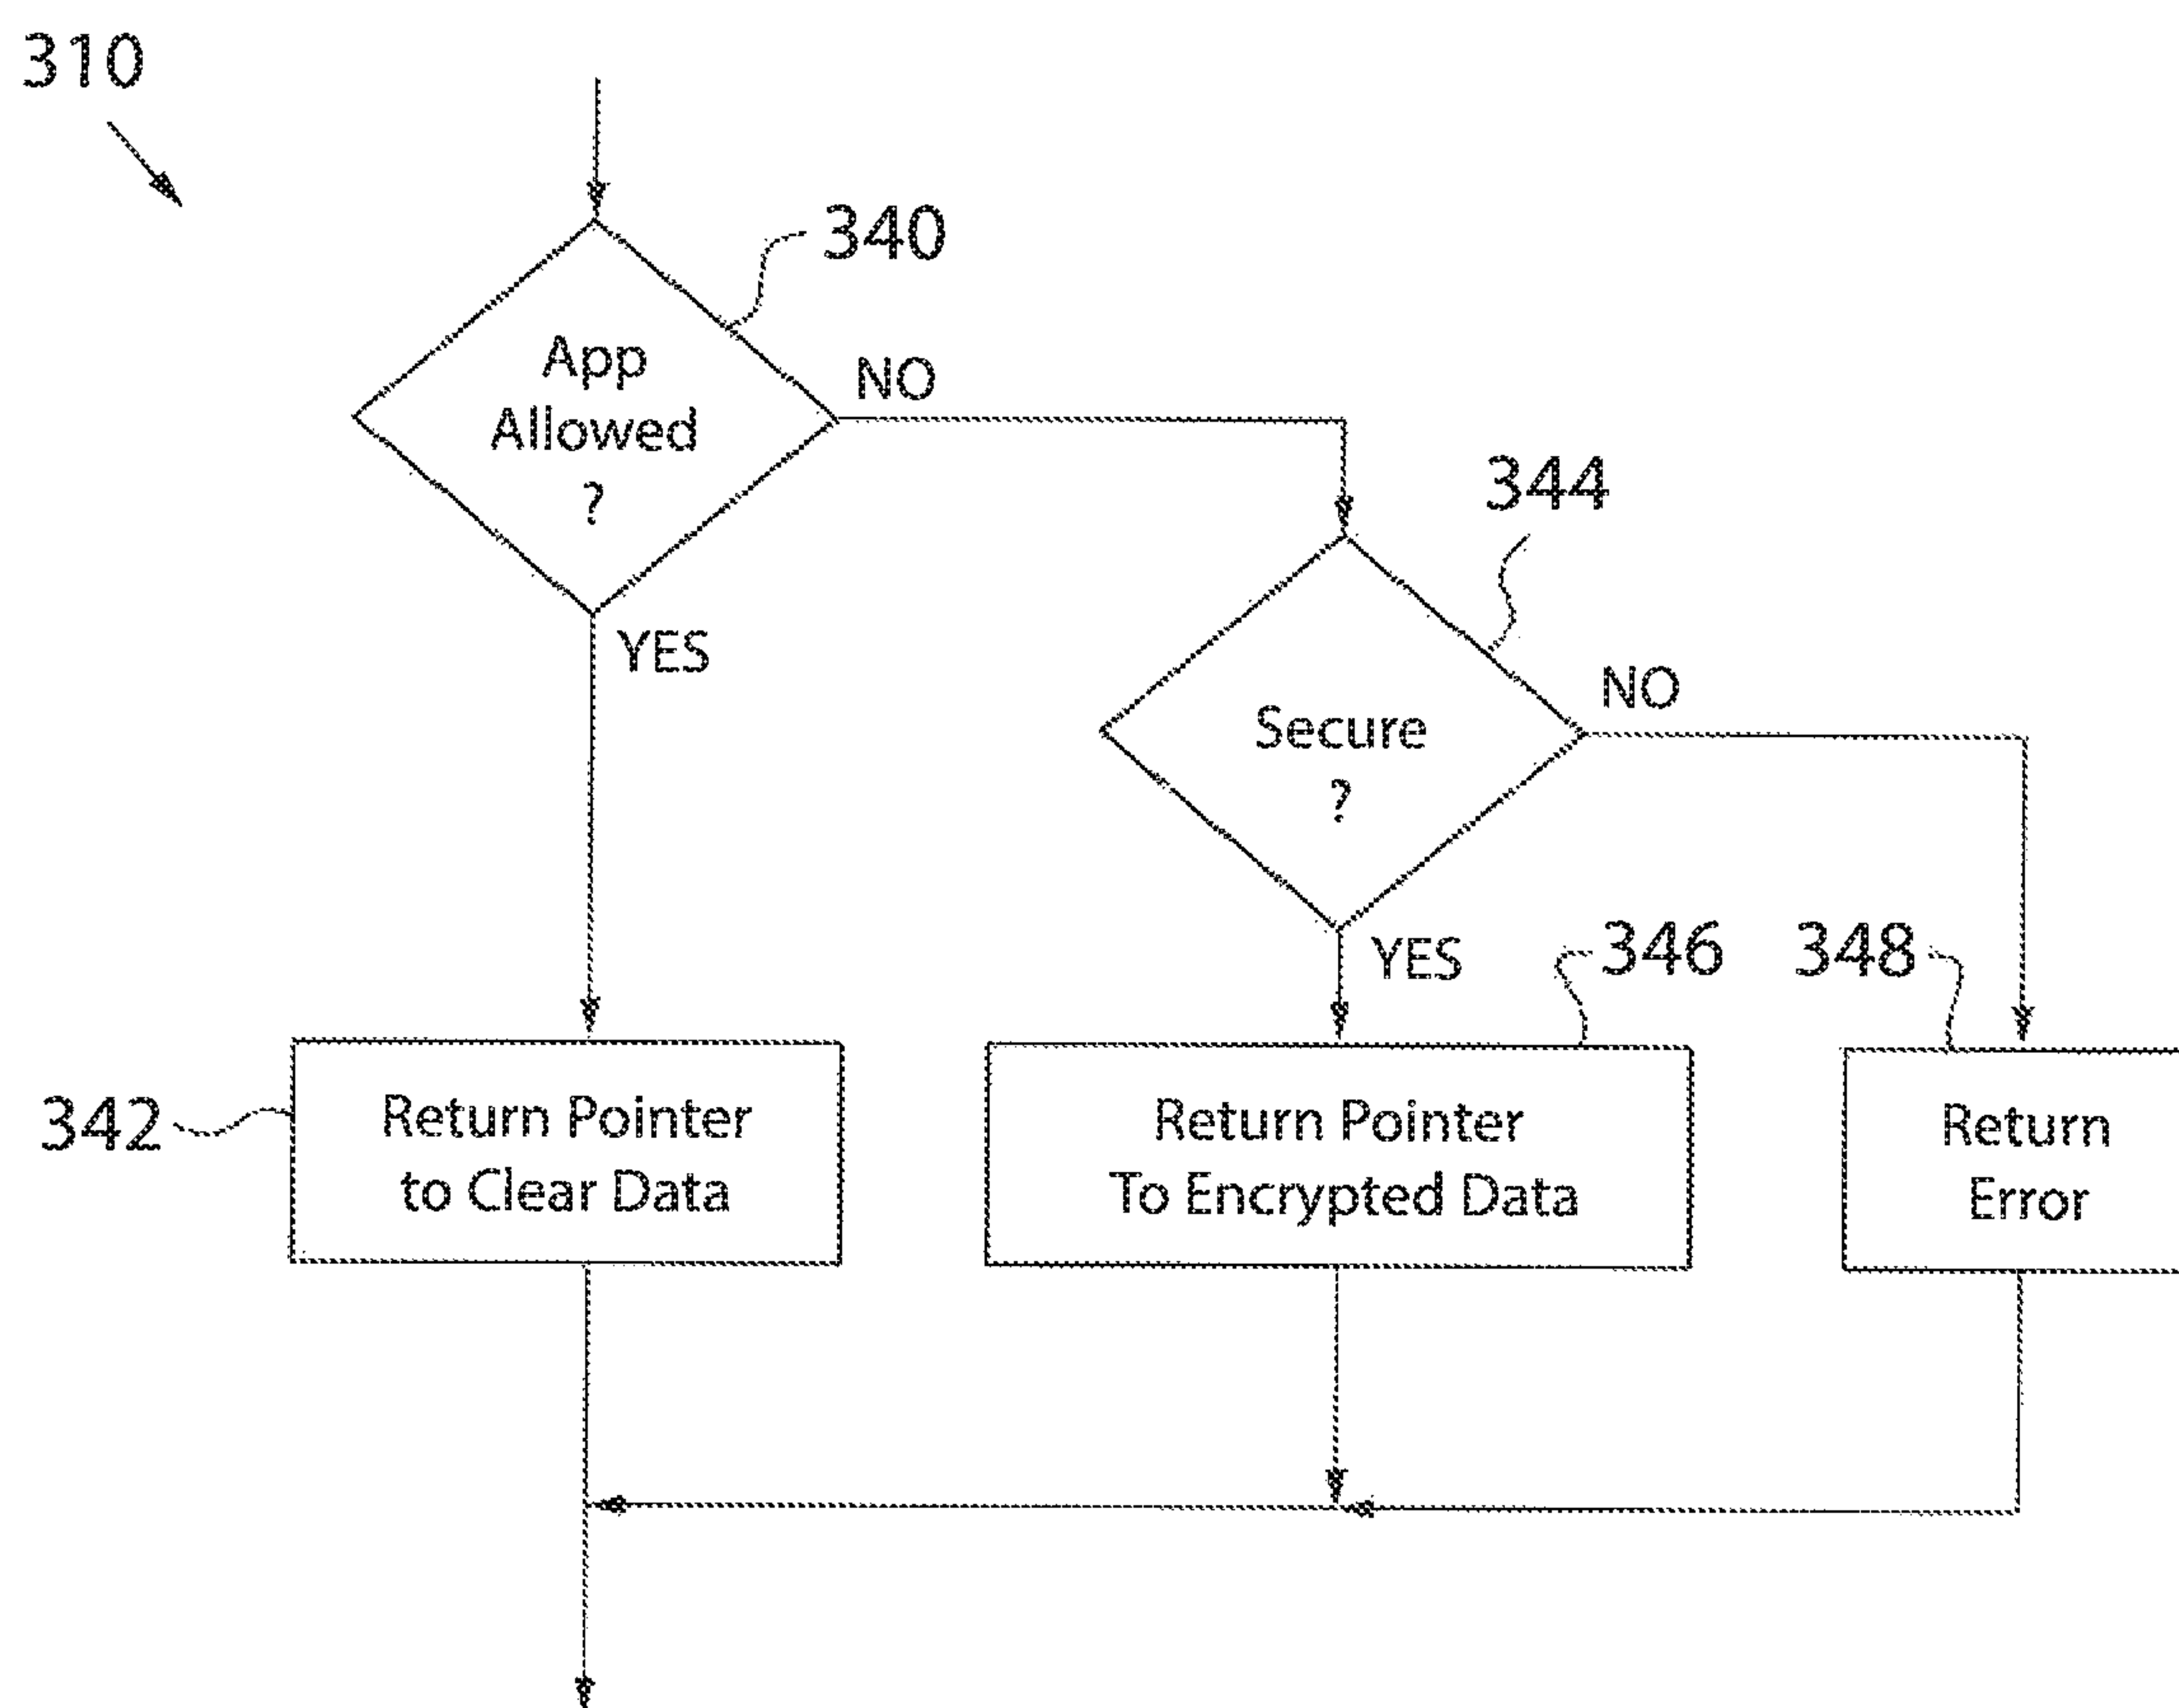 310
340
App
Allowed
?
NO
YES
344
Secure
?
NO
YES
346
348
342
Return Pointer
to Clear Data
Return Pointer
To Encrypted Data
Return
Error